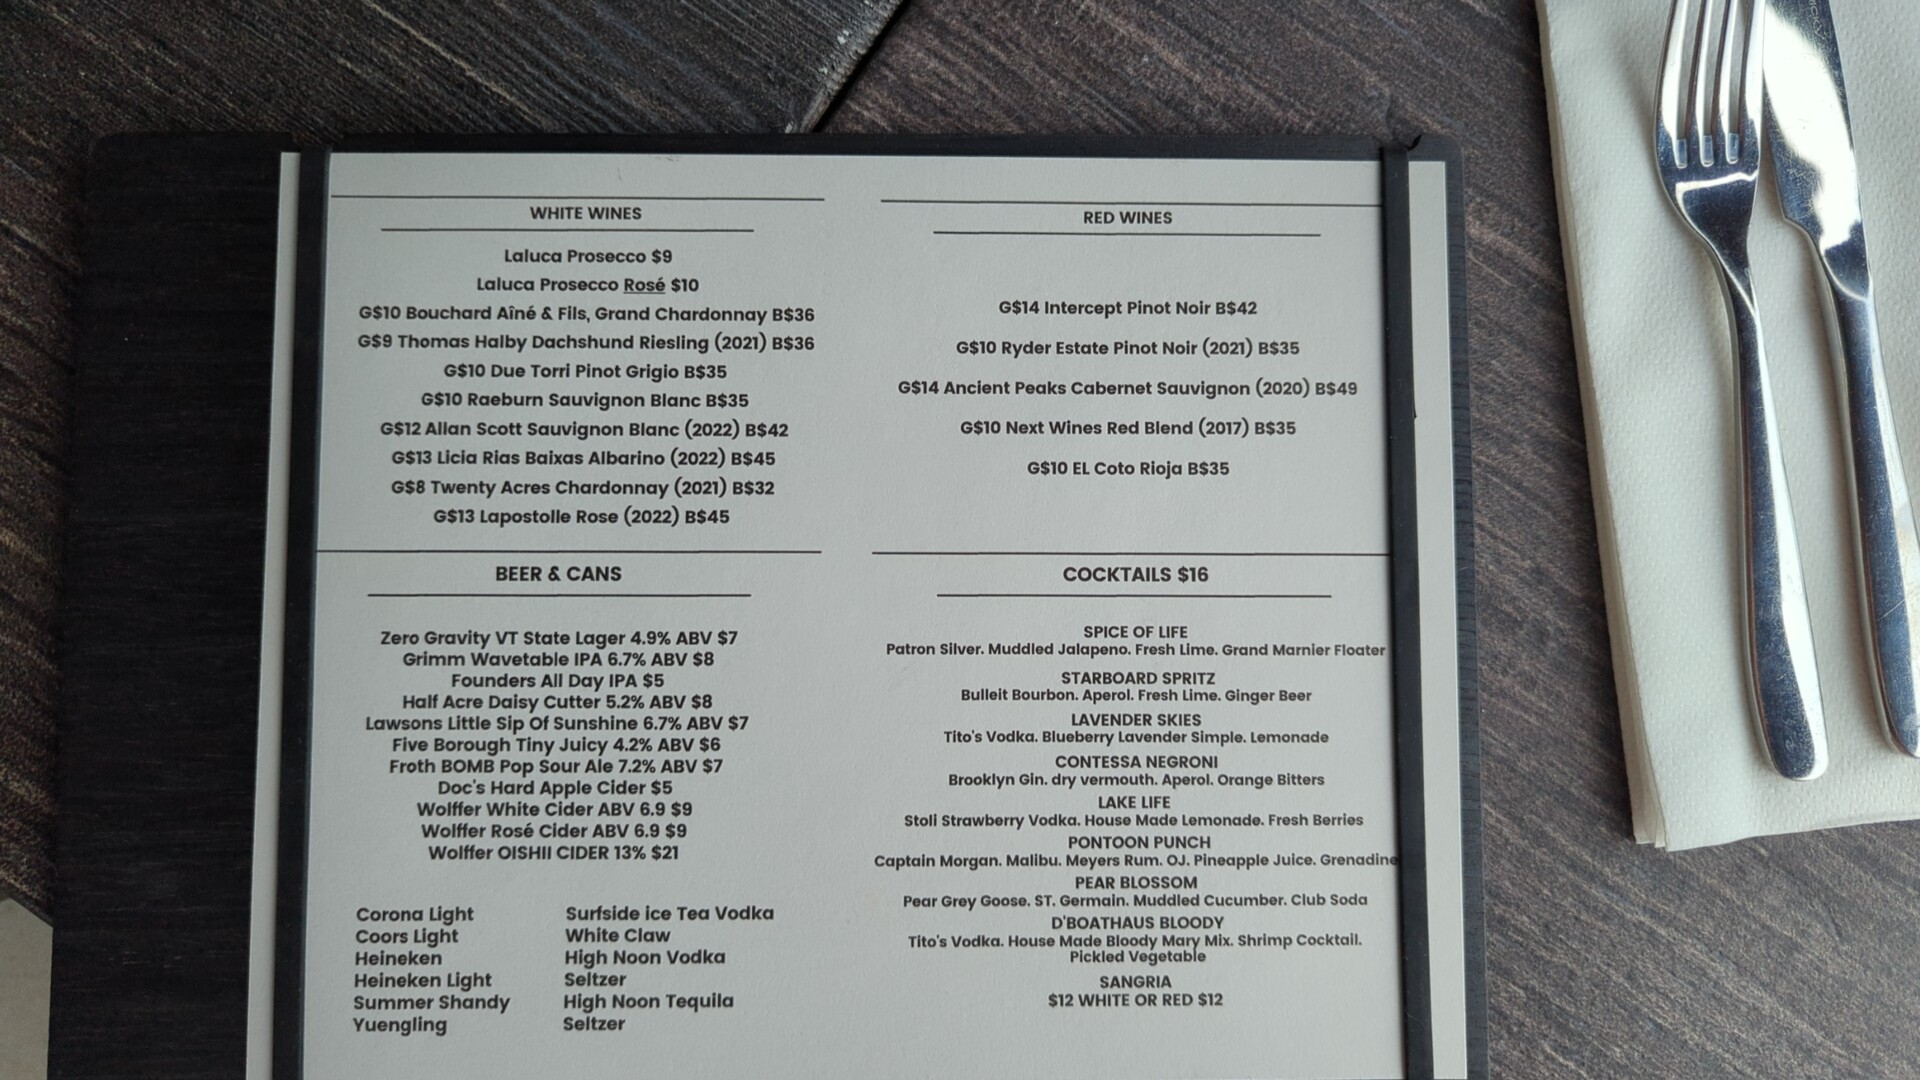 WHITE WINES
Laluca Prosecco $9
Laluca Prosecco Rosé $10
G$10 Bouchard Aîné & Fils, Grand Chardonnay B$36
G$9 Thomas Halby Dachshund Riesling (2021) B$36
G$10 Due Torri Pinot Grigio B$35
G$10 Raeburn Sauvignon Blanc B$35
G$12 Allan Scott Sauvignon Blanc (2022) B$42
G$13 Licia Rias Baixas Albarino (2022) B$45
G$8 Twenty Acres Chardonnay (2021) B$32
G$13 Lapostolle Rose (2022) B$45
RED WINES
G$14 Intercept Pinot Noir B$42
G$10 Ryder Estate Pinot Noir (2021) B$35
G$14 Ancient Peaks Cabernet Sauvignon (2020) B$49
G$10 Next Wines Red Blend (2017) B$35
G$10 EL Coto Rioja B$35
BEER & CANS
Zero Gravity VT State Lager 4.9% ABV $7
Grimm Wavetable IPA 6.7% ABV $8
Founders All Day IPA $5
Half Acre Daisy Cutter 5.2% ABV $8
Lawsons Little Sip Of Sunshine 6.7% ABV $7
Five Borough Tiny Juicy 4.2% ABV $6
Froth BOMB Pop Sour Ale 7.2% ABV $7
Doc's Hard Apple Cider $5
Wolffer White Cider ABV 6.9 $9
Wolffer Rosé Cider ABV 6.9 $9
Wolffer OISHII CIDER 13% $21
Corona Light
Coors Light
Heineken
Heineken Light
Summer Shandy
Yuengling
Surfside ice Tea Vodka
White Claw
High Noon Vodka
Seltzer
High Noon Tequila
Seltzer
COCKTAILS $16
SPICE OF LIFE
Patron Silver. Muddled Jalapeno. Fresh Lime. Grand Marnier Floater
STARBOARD SPRITZ
Bulleit Bourbon. Aperol. Fresh Lime. Ginger Beer
LAVENDER SKIES
Tito's Vodka. Blueberry Lavender Simple. Lemonade
CONTESSA NEGRONI
Brooklyn Gin. dry vermouth. Aperol. Orange Bitters
LAKE LIFE
Stoli Strawberry Vodka. House Made Lemonade. Fresh Berries
PONTOON PUNCH
Captain Morgan. Malibu. Meyers Rum. OJ. Pineapple Juice. Grenadine
PEAR BLOSSOM
Pear Grey Goose. ST. Germain. Muddled Cucumber. Club Soda
D'BOATHAUS BLOODY
Tito's Vodka. House Made Bloody Mary Mix. Shrimp Cocktail.
Pickled Vegetable
SANGRIA
$12 WHITE OR RED $12